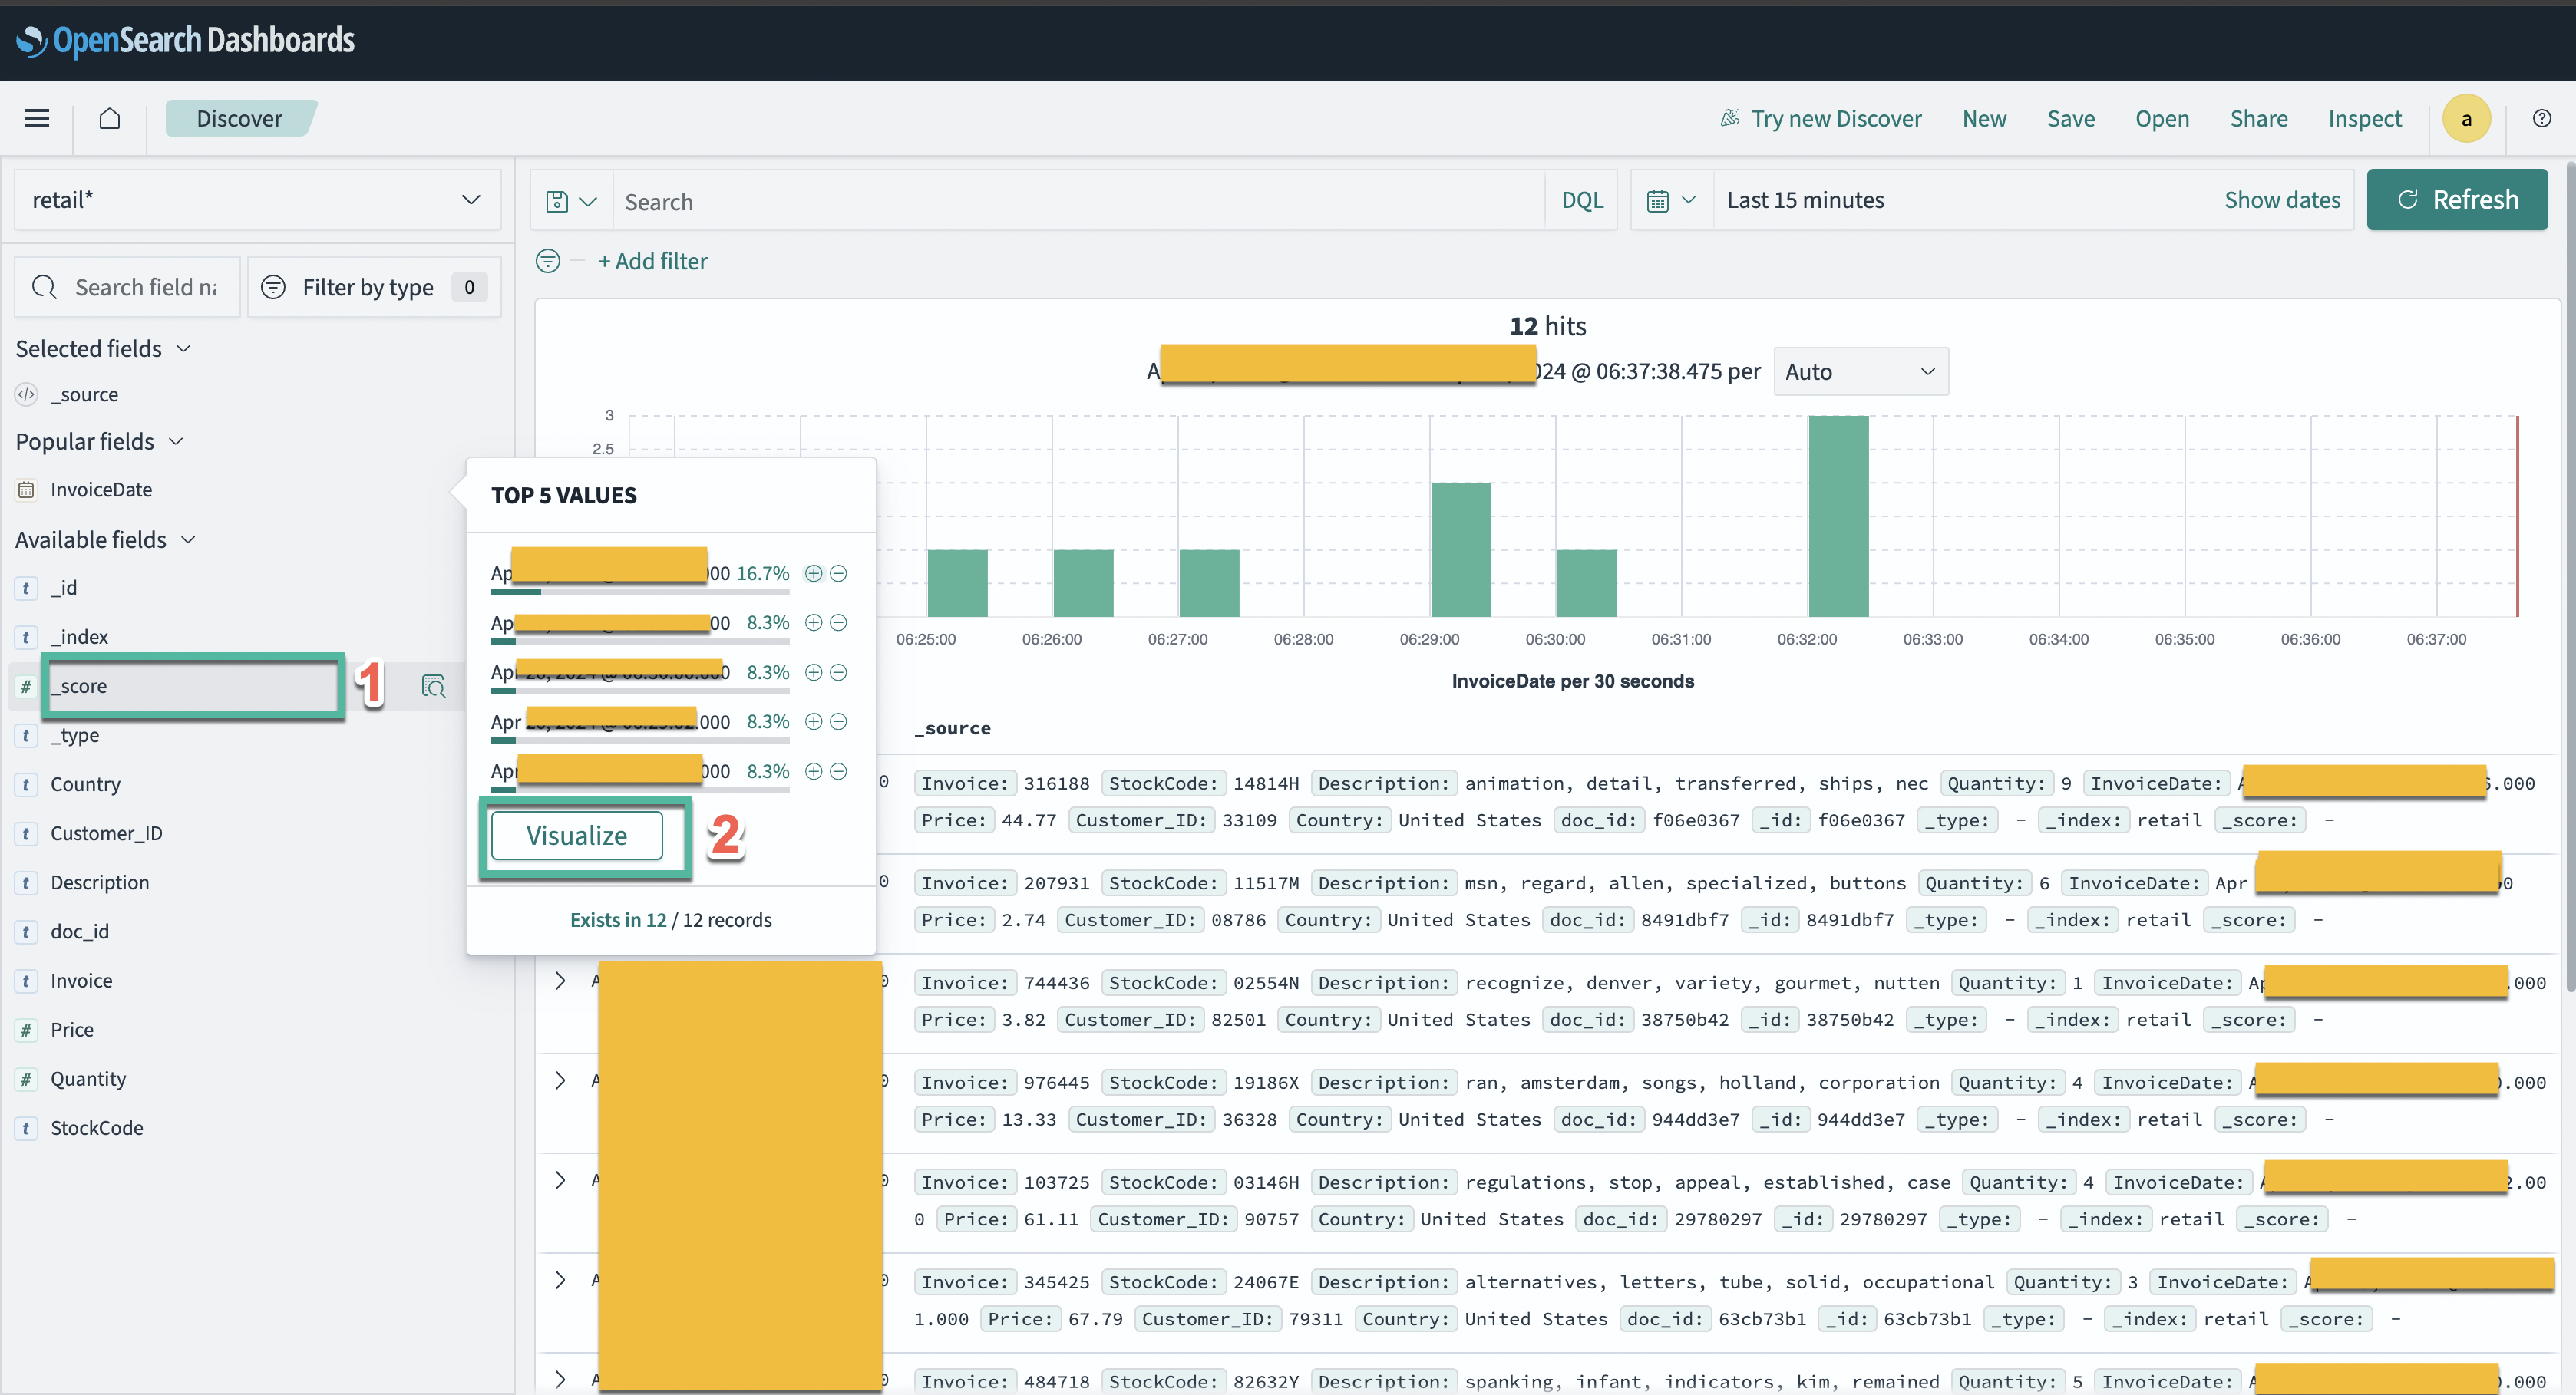 OpenSearch Dashboards
Discover
Try new Discover New Save Open Share Inspect a
retail*
Search DQL
Last 15 minutes Show dates
Refresh
+ Add filter
Search field na
Filter by type 0
Selected fields
_source
Popular fields
InvoiceDate
Available fields
_id
_index
_score
1
_type
Country
Customer_ID
Description
doc_id
Invoice
Price
Quantity
StockCode
TOP 5 VALUES
Ap 000 16.7%
Ap 00 8.3%
Ap 0 8.3%
Apr .000 8.3%
Ap 000 8.3%
Visualize
2
Exists in 12 / 12 records
12 hits
024 @ 06:37:38.475 per Auto
3
2.5
06:25:00 06:26:00 06:27:00 06:28:00 06:29:00 06:30:00 06:31:00 06:32:00 06:33:00 06:34:00 06:35:00 06:36:00 06:37:00
InvoiceDate per 30 seconds
_source
0 Invoice: 316188 StockCode: 14814H Description: animation, detail, transferred, ships, nec Quantity: 9 InvoiceDate: .000
Price: 44.77 Customer_ID: 33109 Country: United States doc_id: f06e0367 _id: f06e0367 _type: - _index: retail _score: -
0 Invoice: 207931 StockCode: 11517M Description: msn, regard, allen, specialized, buttons Quantity: 6 InvoiceDate: Apr 0
Price: 2.74 Customer_ID: 08786 Country: United States doc_id: 8491dbf7 _id: 8491dbf7 _type: - _index: retail _score: -
Invoice: 744436 StockCode: 02554N Description: recognize, denver, variety, gourmet, nutten Quantity: 1 InvoiceDate: Ap .000
Price: 3.82 Customer_ID: 82501 Country: United States doc_id: 38750b42 _id: 38750b42 _type: - _index: retail _score: -
Invoice: 976445 StockCode: 19186X Description: ran, amsterdam, songs, holland, corporation Quantity: 4 InvoiceDate: .000
Price: 13.33 Customer_ID: 36328 Country: United States doc_id: 944dd3e7 _id: 944dd3e7 _type: - _index: retail _score: -
Invoice: 103725 StockCode: 03146H Description: regulations, stop, appeal, established, case Quantity: 4 InvoiceDate: 2.00
0 Price: 61.11 Customer_ID: 90757 Country: United States doc_id: 29780297 _id: 29780297 _type: - _index: retail _score: -
Invoice: 345425 StockCode: 24067E Description: alternatives, letters, tube, solid, occupational Quantity: 3 InvoiceDate:
1.000 Price: 67.79 Customer_ID: 79311 Country: United States doc_id: 63cb73b1 _id: 63cb73b1 _type: - _index: retail _score: -
Invoice: 484718 StockCode: 82632Y Description: spanking, infant, indicators, kim, remained Quantity: 5 InvoiceDate: .000